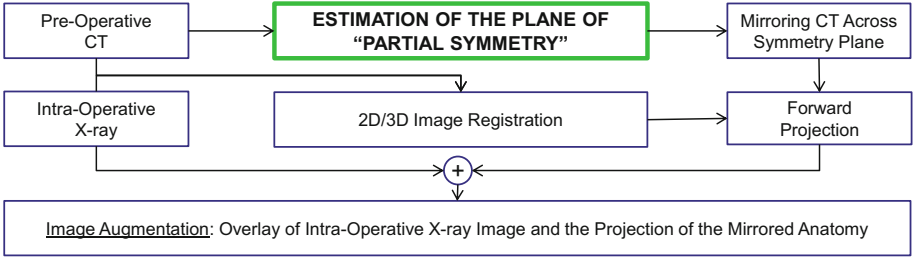 Pre-Operative
CT
ESTIMATION OF THE PLANE OF
“PARTIAL SYMMETRY”
Mirroring CT Across
Symmetry Plane
Intra-Operative
X-ray
2D/3D Image Registration
Forward
Projection
+
Image Augmentation: Overlay of Intra-Operative X-ray Image and the Projection of the Mirrored Anatomy